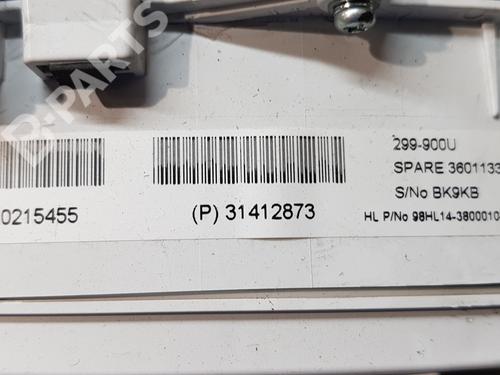 B-PARTS
299-900U
SPARE 3601133
S/No BK9KB
0215455
(P) 31412873
HL P/No 98HL14-3800010